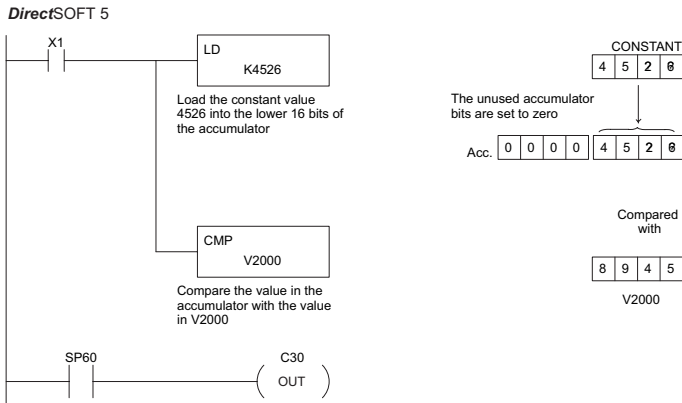 DirectSOFT 5
X1
LD
K4526
Load the constant value
4526 into the lower 16 bits of
the accumulator
CMP
V2000
Compare the value in the
accumulator with the value
in V2000
SP60
C30
OUT
CONSTANT
4 5 2 6
The unused accumulator
bits are set to zero
Acc. 0 0 0 0 4 5 2 6
Compared
with
8 9 4 5
V2000